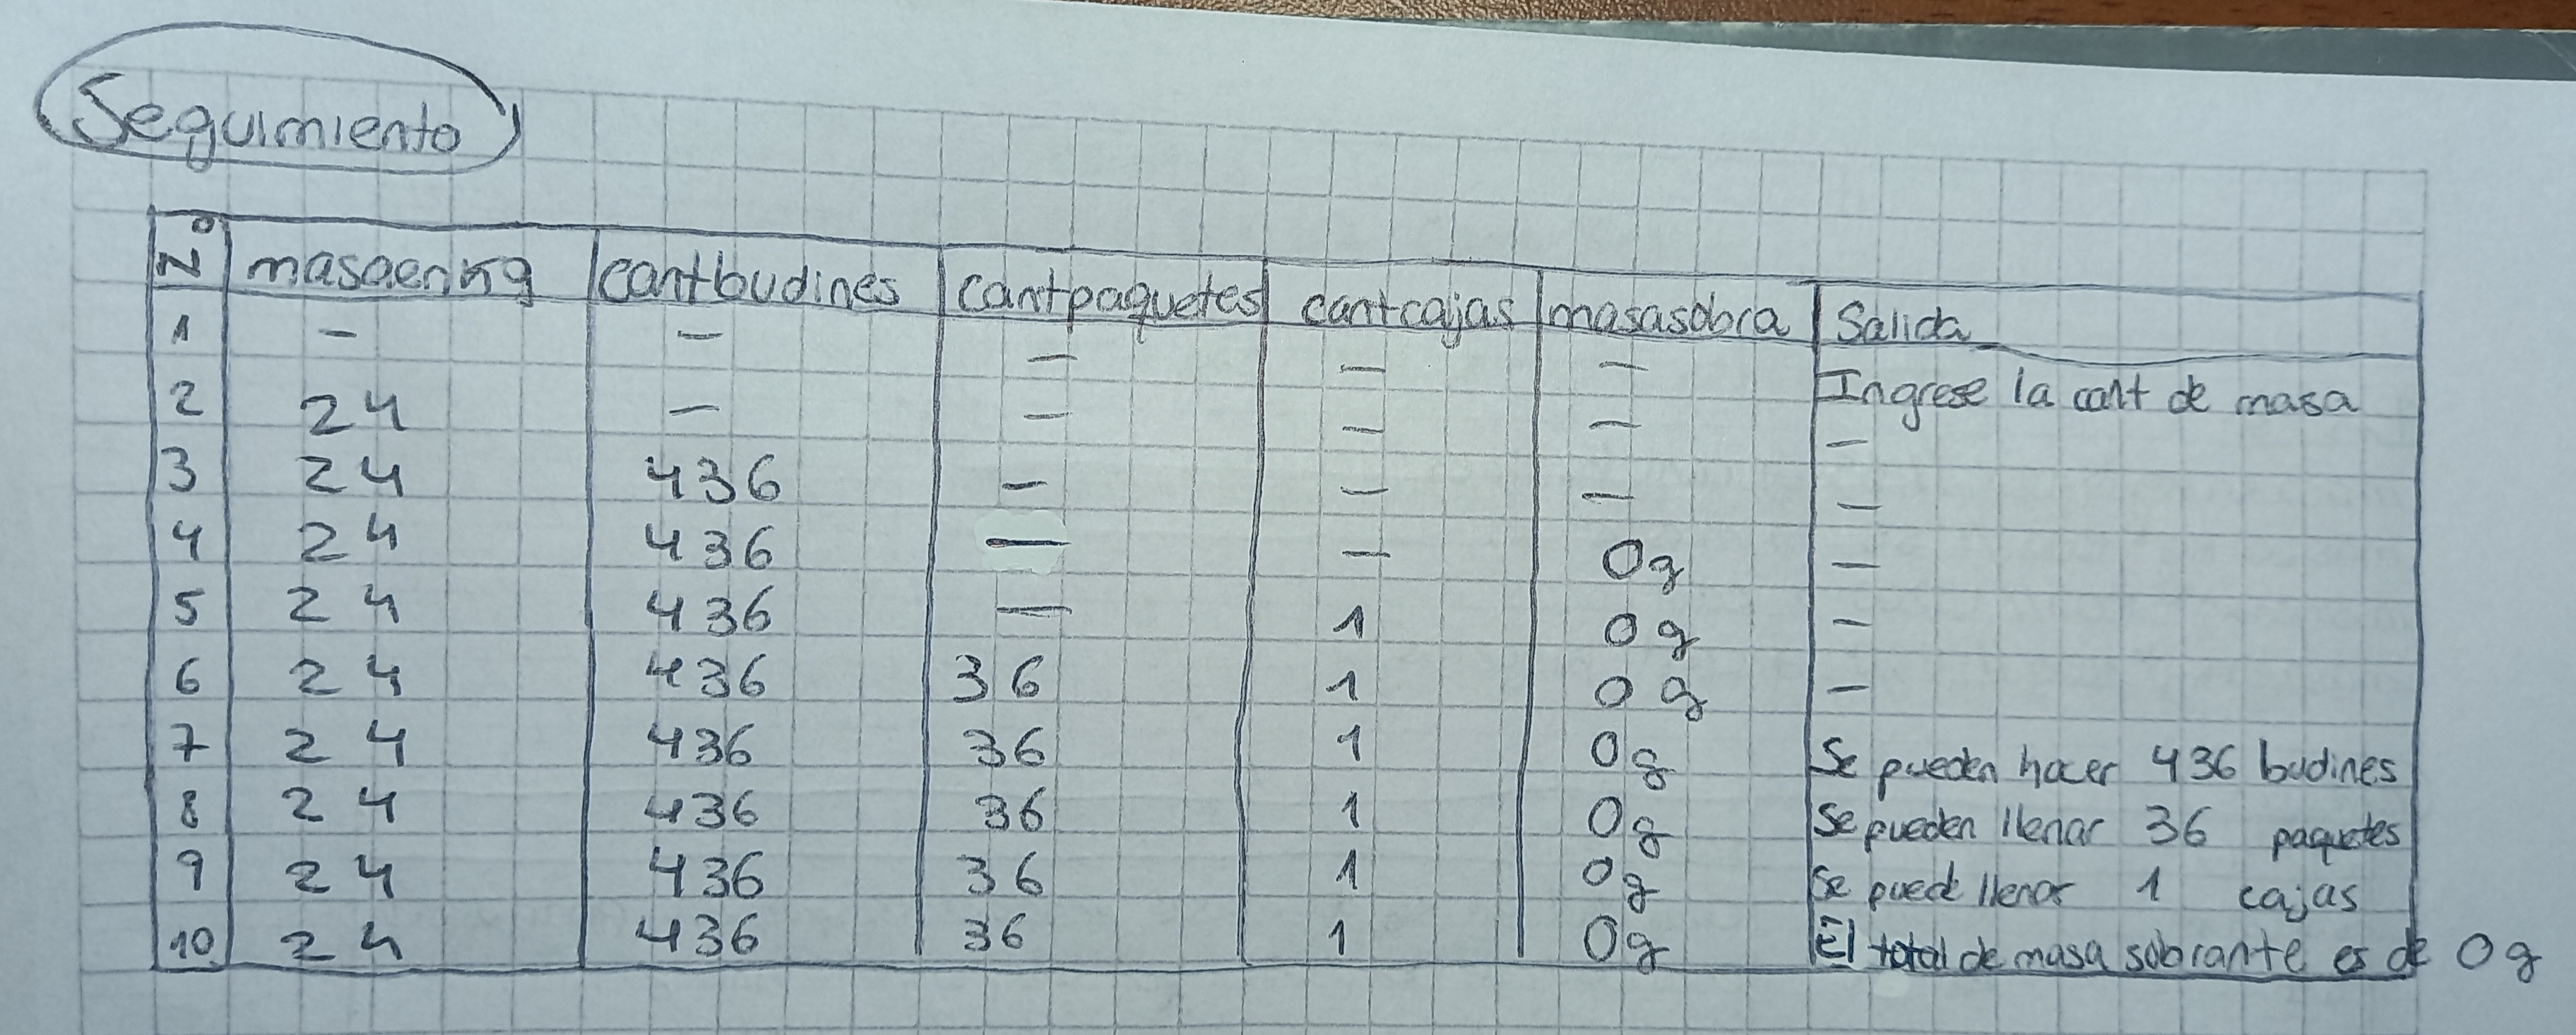 Seguimiento
Nº masaenkg cantbudines cantpaquetes cantcajas masasobra Salida
1 - - - - - Ingrese la cant de masa
2 24 - - - - -
3 24 436 - - - -
4 24 436 - - 0g -
5 24 436 - 1 0g -
6 24 436 36 1 0g -
7 24 436 36 1 0g Se pueden hacer 436 budines
8 24 436 36 1 0g Se pueden llenar 36 paquetes
9 24 436 36 1 0g Se puede llenar 1 cajas
10 24 436 36 1 0g El total de masa sobrante es de 0g